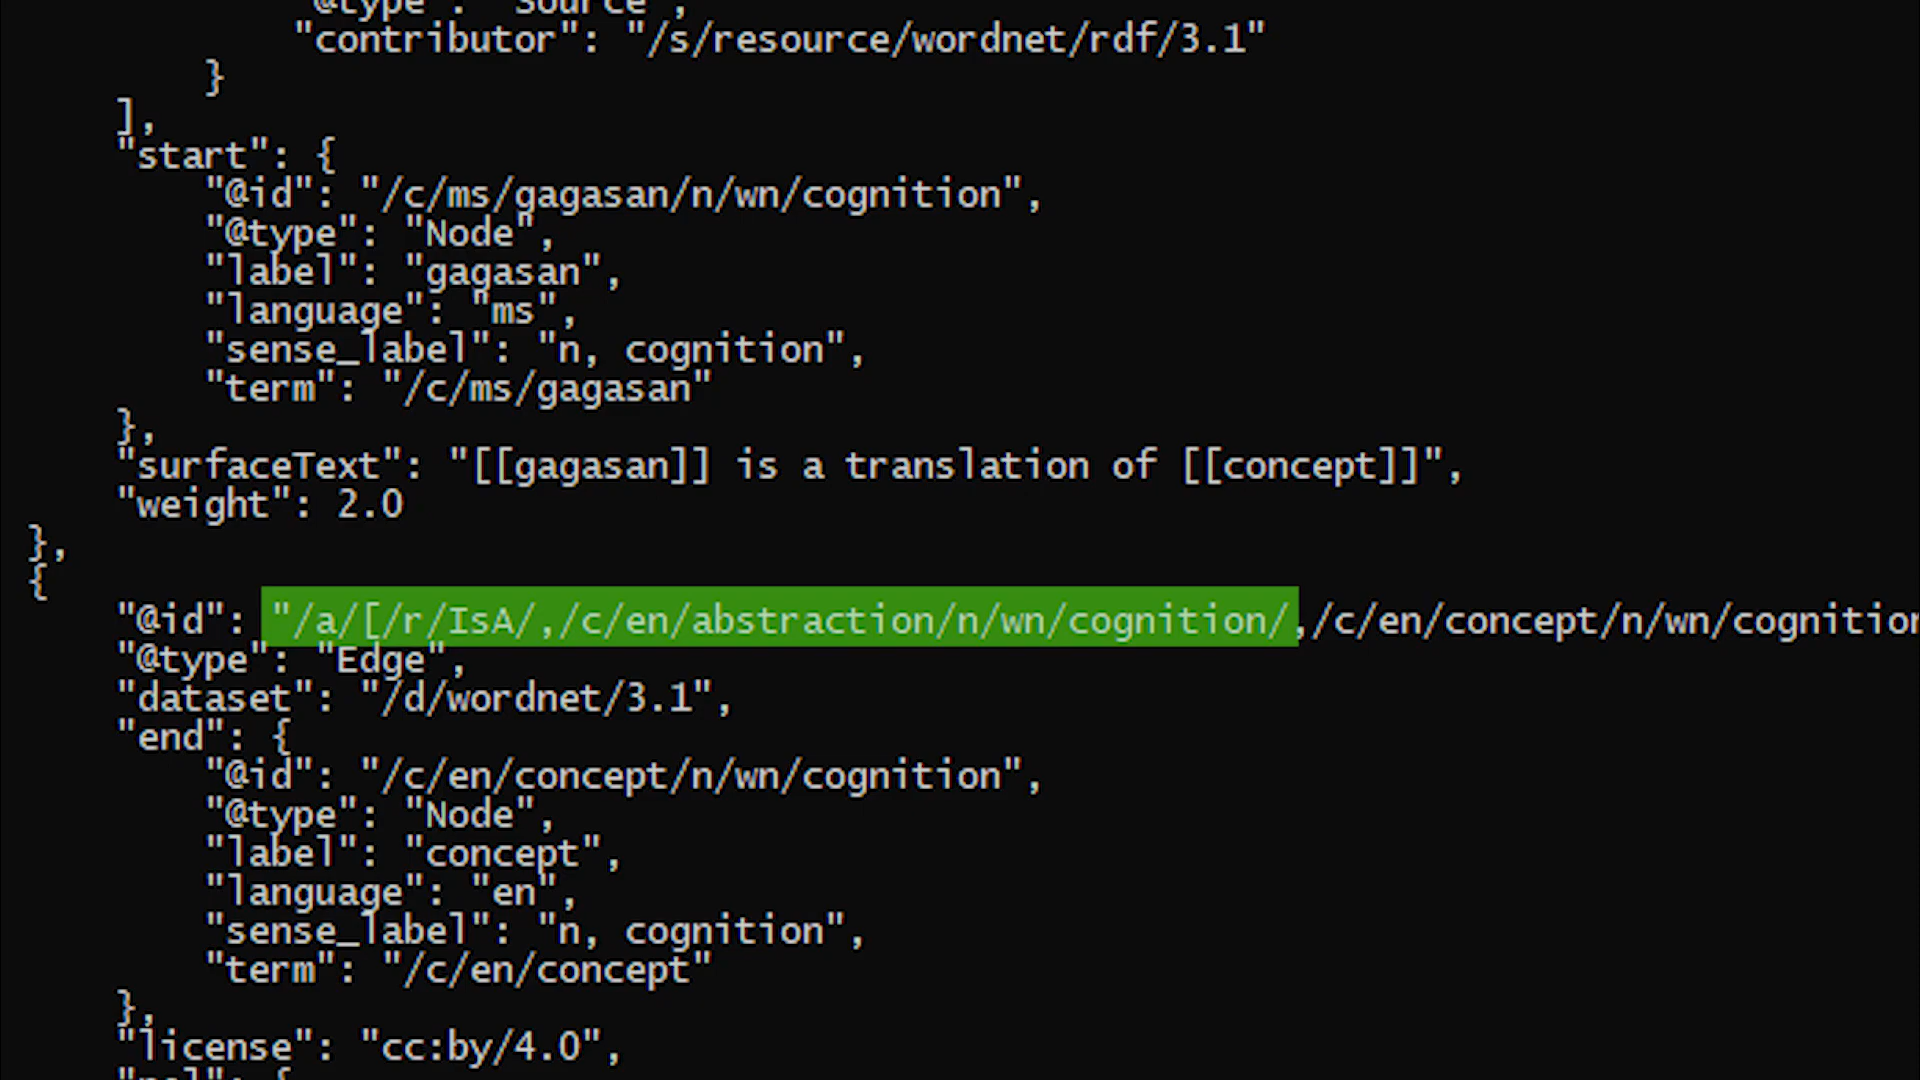 "@type": "Source",
"contributor": "/s/resource/wordnet/rdf/3.1"
}
],
"start": {
"@id": "/c/ms/gagasan/n/wn/cognition",
"@type": "Node",
"label": "gagasan",
"language": "ms",
"sense_label": "n, cognition",
"term": "/c/ms/gagasan"
},
"surfaceText": "[[gagasan]] is a translation of [[concept]]",
"weight": 2.0
},
{
"@id": "/a/[/r/IsA/,/c/en/abstraction/n/wn/cognition/,/c/en/concept/n/wn/cognition
"@type": "Edge",
"dataset": "/d/wordnet/3.1",
"end": {
"@id": "/c/en/concept/n/wn/cognition",
"@type": "Node",
"label": "concept",
"language": "en",
"sense_label": "n, cognition",
"term": "/c/en/concept"
},
"license": "cc:by/4.0",